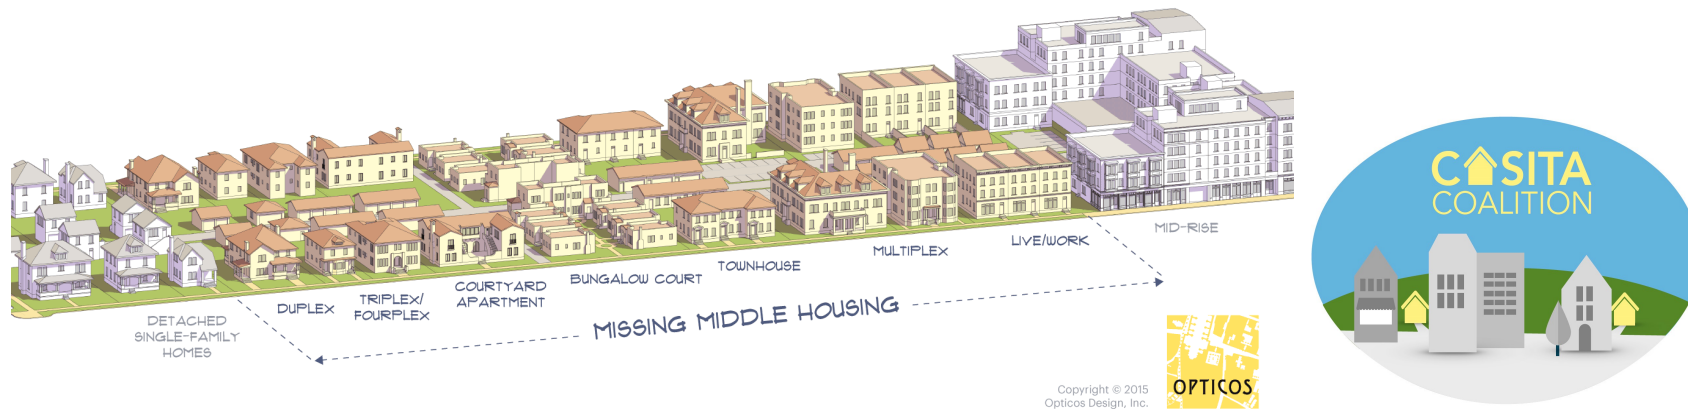 DETACHED
SINGLE-FAMILY
HOMES
DUPLEX
TRIPLEX/
FOURPLEX
COURTYARD
APARTMENT
BUNGALOW COURT
TOWNHOUSE
MULTIPLEX
LIVE/WORK
MID-RISE
MISSING MIDDLE HOUSING
Copyright © 2015
Opticos Design, Inc.
OPTICOS
CASITA
COALITION